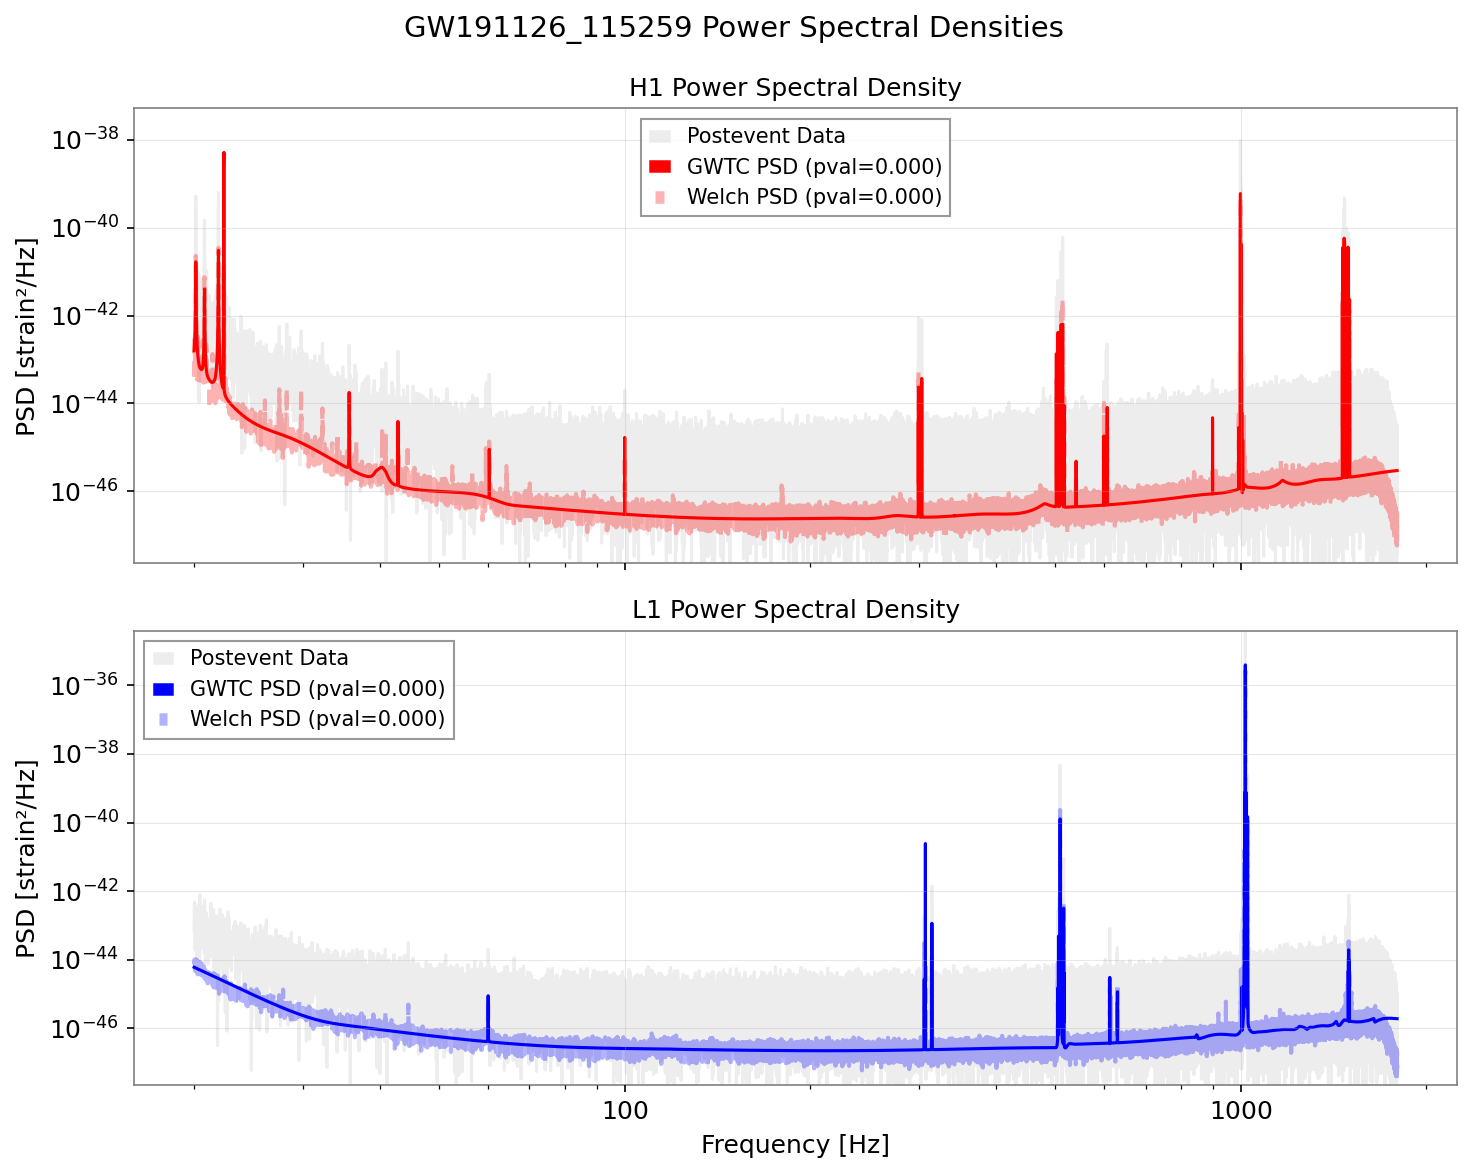 GW191126_115259 Power Spectral Densities
H1 Power Spectral Density
PSD [strain²/Hz]
10⁻³⁸
10⁻⁴⁰
10⁻⁴²
10⁻⁴⁴
10⁻⁴⁶
Postevent Data
GWTC PSD (pval=0.000)
Welch PSD (pval=0.000)
L1 Power Spectral Density
PSD [strain²/Hz]
10⁻³⁶
10⁻³⁸
10⁻⁴⁰
10⁻⁴²
10⁻⁴⁴
10⁻⁴⁶
Postevent Data
GWTC PSD (pval=0.000)
Welch PSD (pval=0.000)
100
1000
Frequency [Hz]